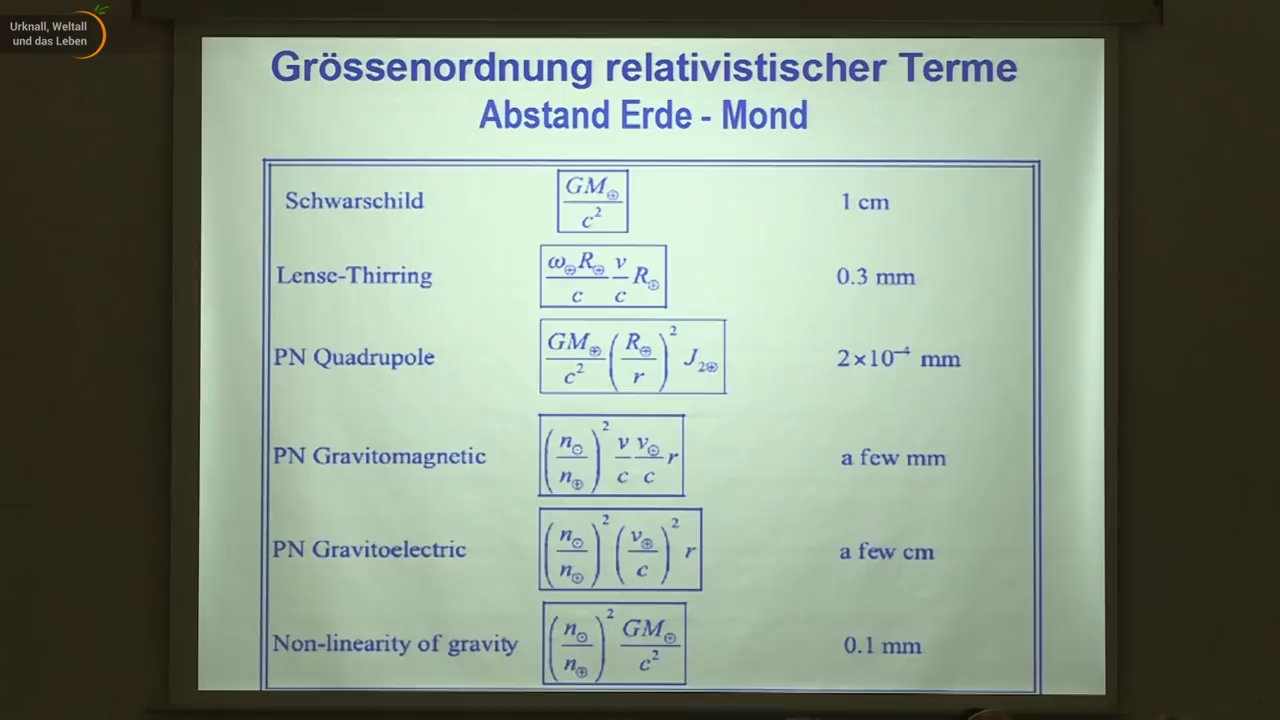 Urknall, Weltall
und das Leben
Grössenordnung relativistischer Terme
Abstand Erde - Mond
Schwarschild GM⊕/c² 1 cm
Lense-Thirring ω⊕R⊕/c v/c R⊕ 0.3 mm
PN Quadrupole GM⊕/c² (R⊕/r)² J₂⊕ 2×10⁻⁴ mm
PN Gravitomagnetic (n⊙/n⊕)² v/c v⊕/c r a few mm
PN Gravitoelectric (n⊙/n⊕)² (v⊕/c)² r a few cm
Non-linearity of gravity (n⊙/n⊕)² GM⊕/c² 0.1 mm